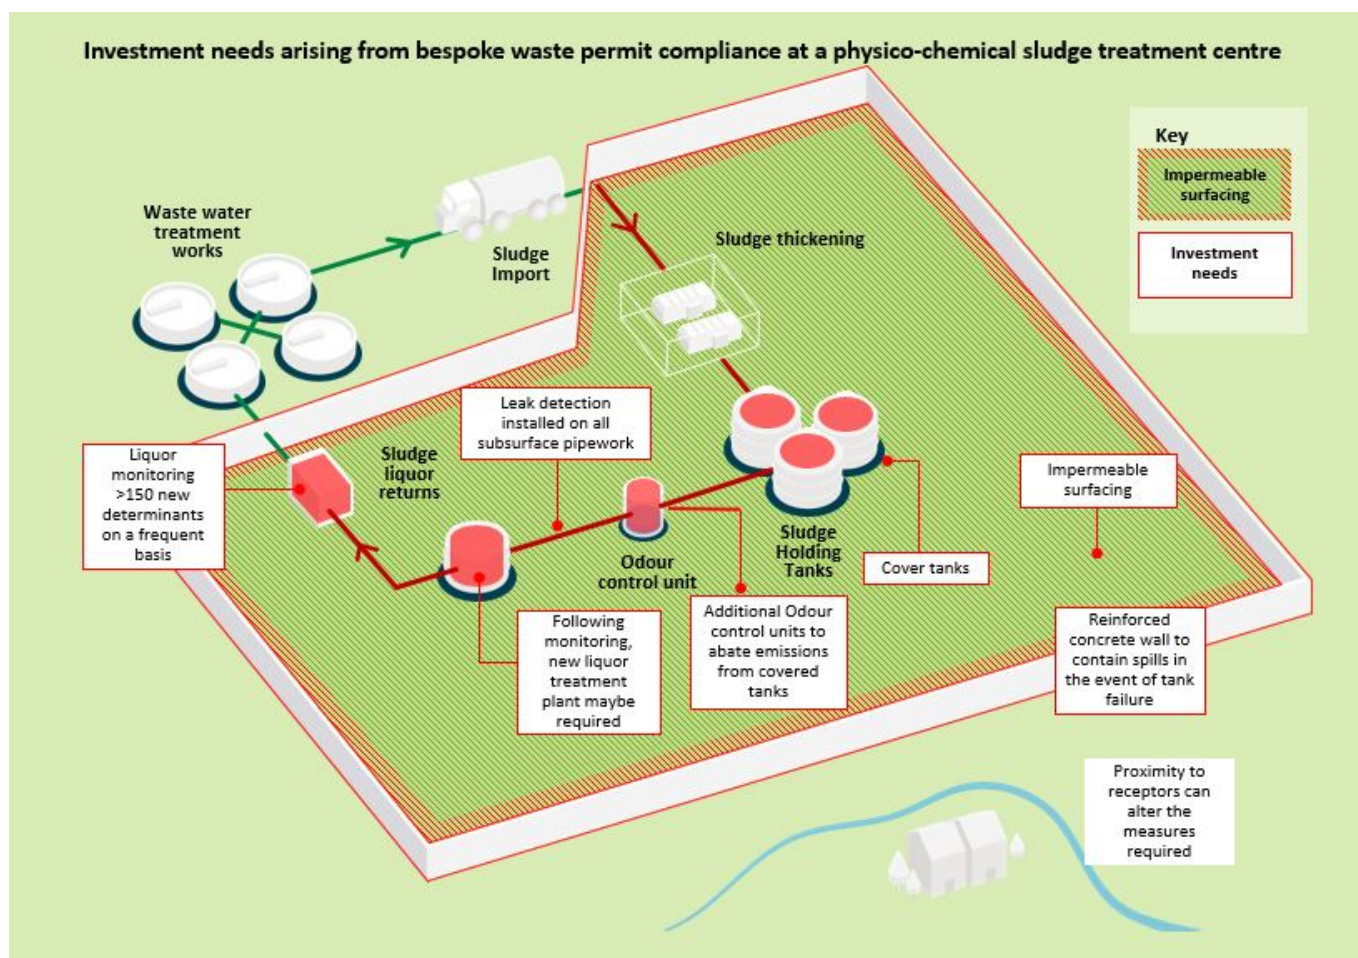 Investment needs arising from bespoke waste permit compliance at a physico-chemical sludge treatment centre
Key
Impermeable
surfacing
Investment
needs
Waste water
treatment
works
Sludge
Import
Sludge thickening
Leak detection
installed on all
subsurface pipework
Liquor
monitoring
>150 new
determinants
on a frequent
basis
Sludge
liquor
returns
Impermeable
surfacing
Sludge
Holding
Tanks
Cover tanks
Odour
control unit
Following
monitoring,
new liquor
treatment
plant maybe
required
Additional Odour
control units to
abate emissions
from covered
tanks
Reinforced
concrete wall to
contain spills in
the event of tank
failure
Proximity to
receptors can
alter the
measures
required